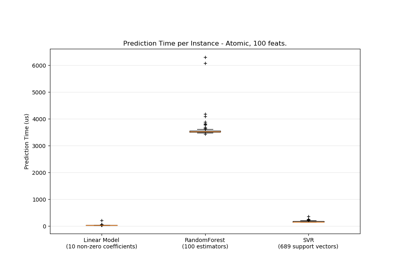 Prediction Time per Instance - Atomic, 100 feats.
Prediction Time (us)
6000
5000
4000
3000
2000
1000
0
Linear Model
(10 non-zero coefficients)
RandomForest
(100 estimators)
SVR
(689 support vectors)